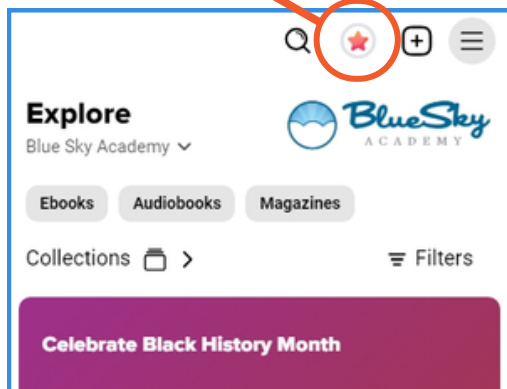 Explore
BlueSky
Blue Sky Academy
ACADEMY
Ebooks Audiobooks Magazines
Collections Filters
Celebrate Black History Month